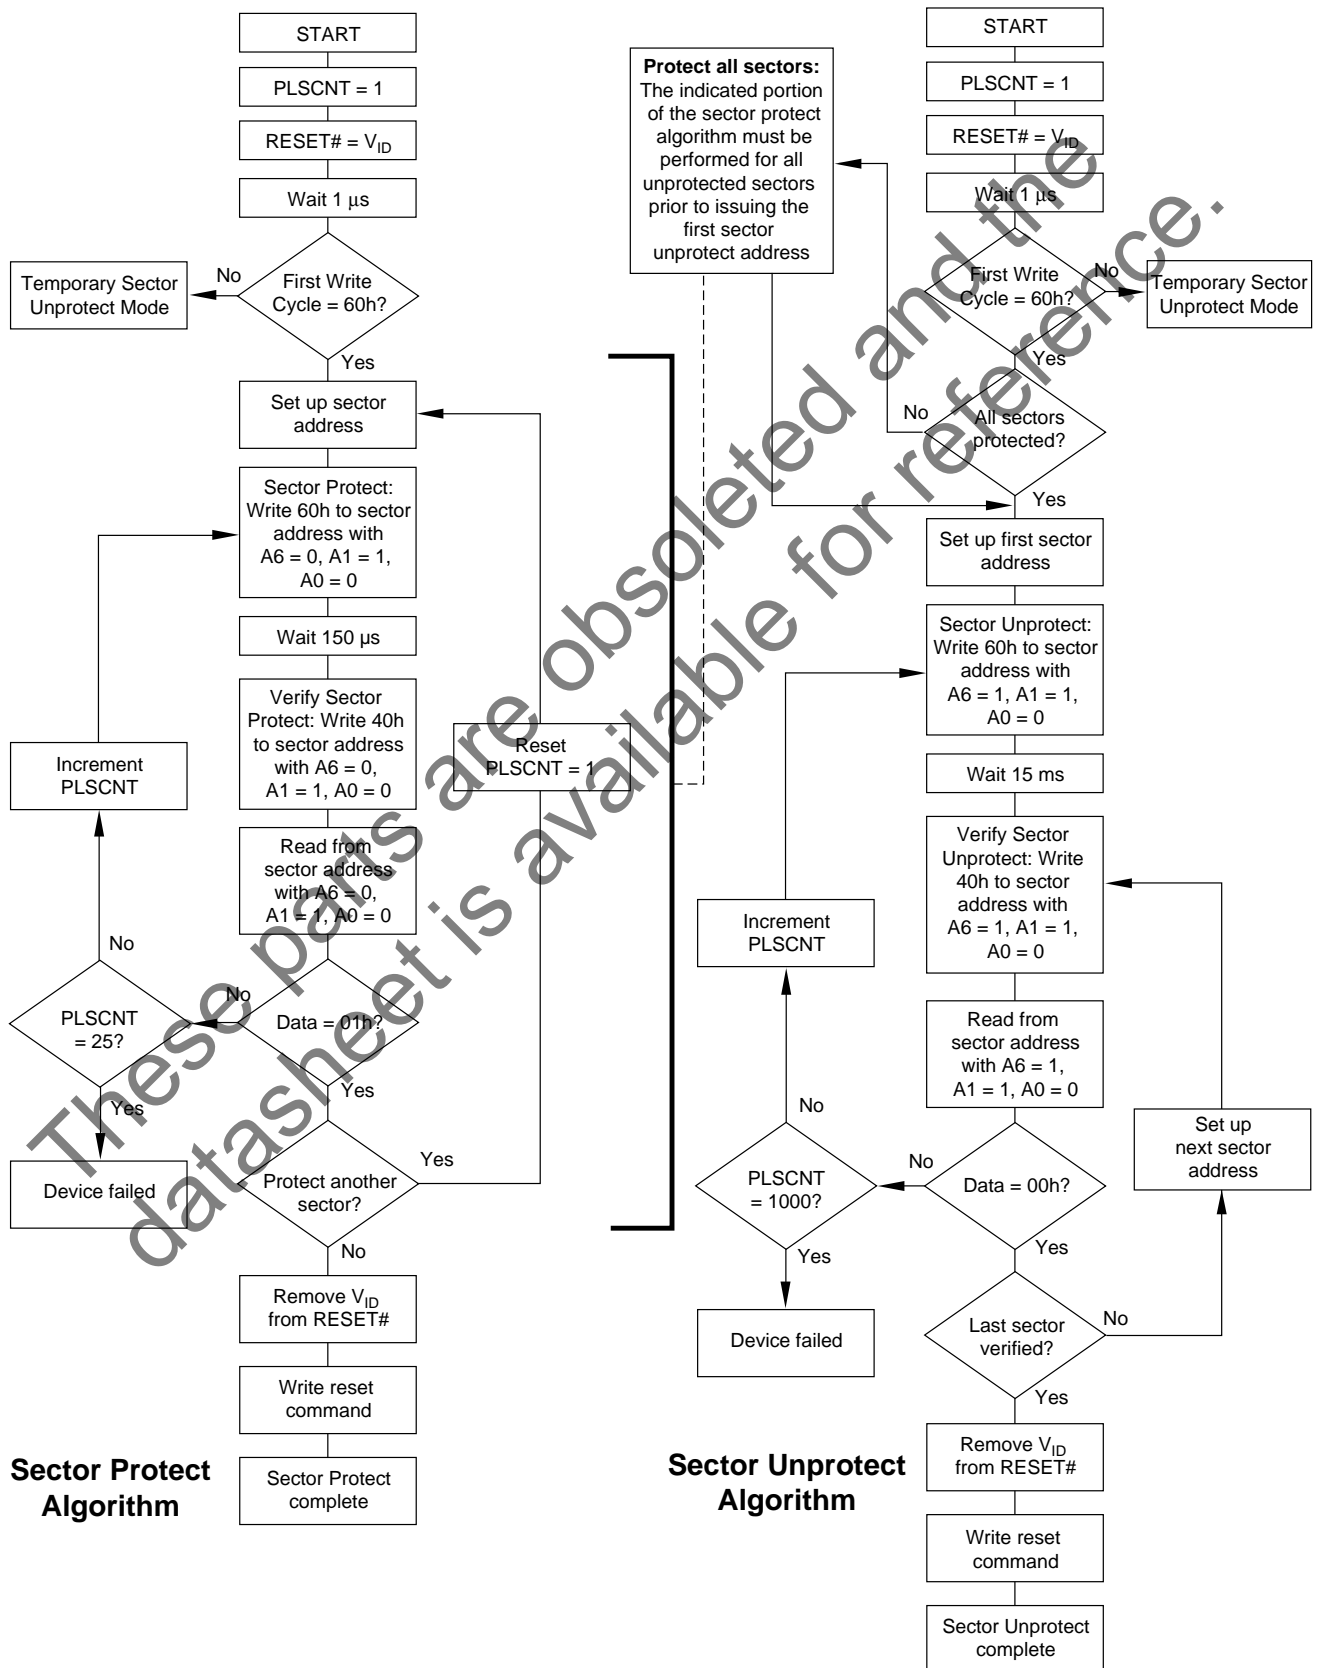 START
PLSCNT = 1
RESET# = VID
Wait 1 μs
First Write
Cycle = 60h?
No
Temporary Sector
Unprotect Mode
Yes
Set up sector
address
Sector Protect:
Write 60h to sector
address with
A6 = 0, A1 = 1,
A0 = 0
Wait 150 µs
Verify Sector
Protect: Write 40h
to sector address
with A6 = 0,
A1 = 1, A0 = 0
Reset
PLSCNT = 1
Increment
PLSCNT
Read from
sector address
with A6 = 0,
A1 = 1, A0 = 0
No
No
PLSCNT
= 25?
Data = 01h?
Yes
Yes
Device failed
Protect another
sector?
Yes
No
Remove VID
from RESET#
Write reset
command
Sector Protect
complete
Sector Protect
Algorithm
Protect all sectors:
The indicated portion
of the sector protect
algorithm must be
performed for all
unprotected sectors
prior to issuing the
first sector
unprotect address
START
PLSCNT = 1
RESET# = VID
Wait 1 μs
First Write
Cycle = 60h?
No
Temporary Sector
Unprotect Mode
Yes
No
All sectors
protected?
Yes
Set up first sector
address
Sector Unprotect:
Write 60h to sector
address with
A6 = 1, A1 = 1,
A0 = 0
Wait 15 ms
Verify Sector
Unprotect: Write
40h to sector
address with
A6 = 1, A1 = 1,
A0 = 0
Increment
PLSCNT
Read from
sector address
with A6 = 1,
A1 = 1, A0 = 0
No
No
PLSCNT
= 1000?
Data = 00h?
Set up
next sector
address
Yes
Yes
Device failed
Last sector
verified?
No
Yes
Remove VID
from RESET#
Write reset
command
Sector Unprotect
complete
Sector Unprotect
Algorithm
These parts are obsoleted and the
datasheet is available for reference.